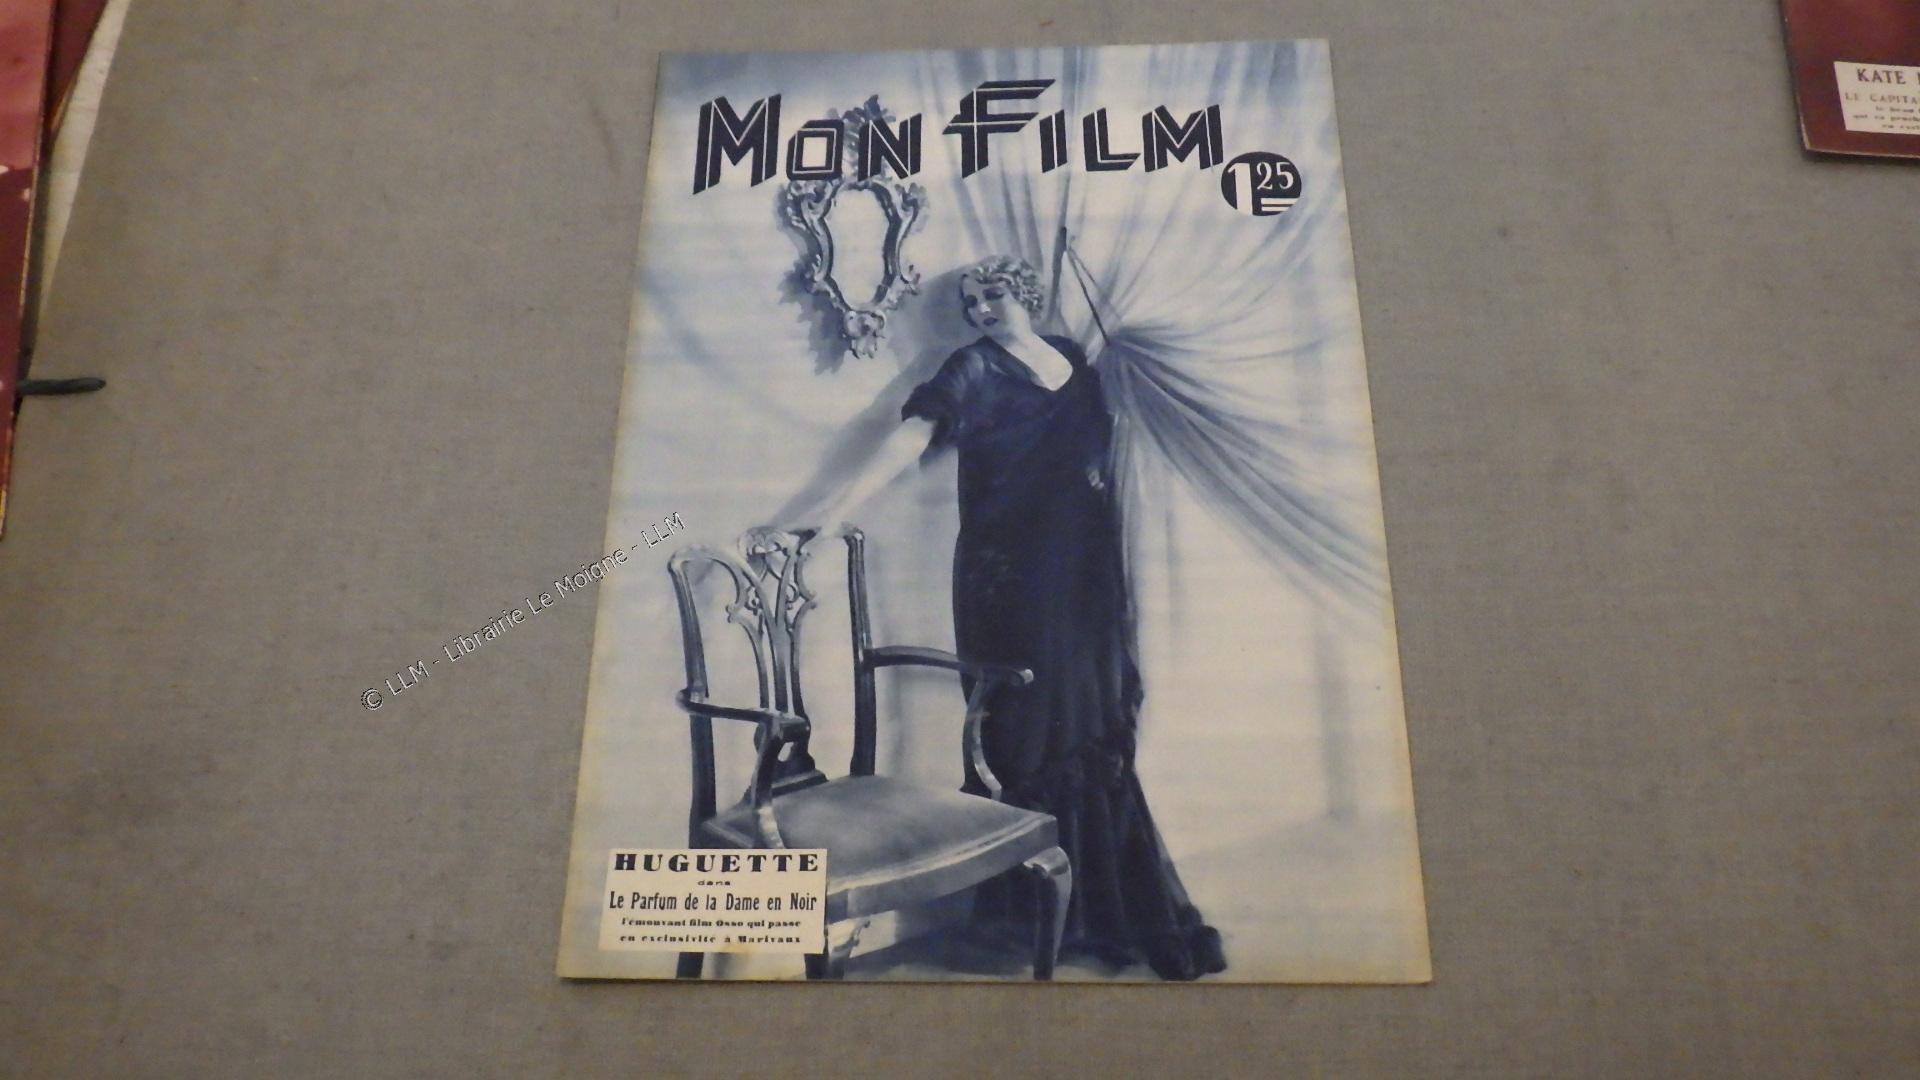 MON FILM
1 25
HUGUETTE
dans
Le Parfum de la Dame en Noir
l'émouvant film Osso qui passe
en exclusivité à Marivaux
© LLM - Librairie Le Moigne - LLM
KATE
LE CAPITA